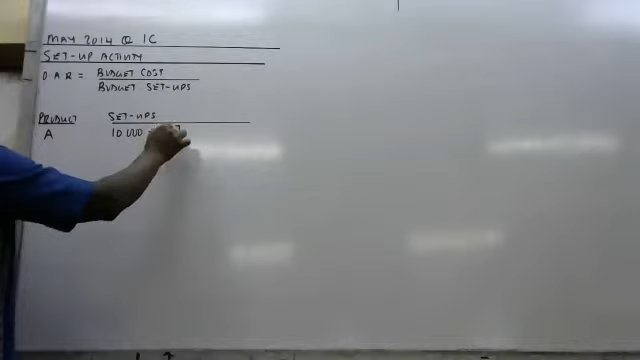 MAY 2014 Q 1C
SET-UP ACTIVITY
O A R = BUDGET COST
BUDGET SET-UPS
PRODUCT SET-UPS
A 10 000